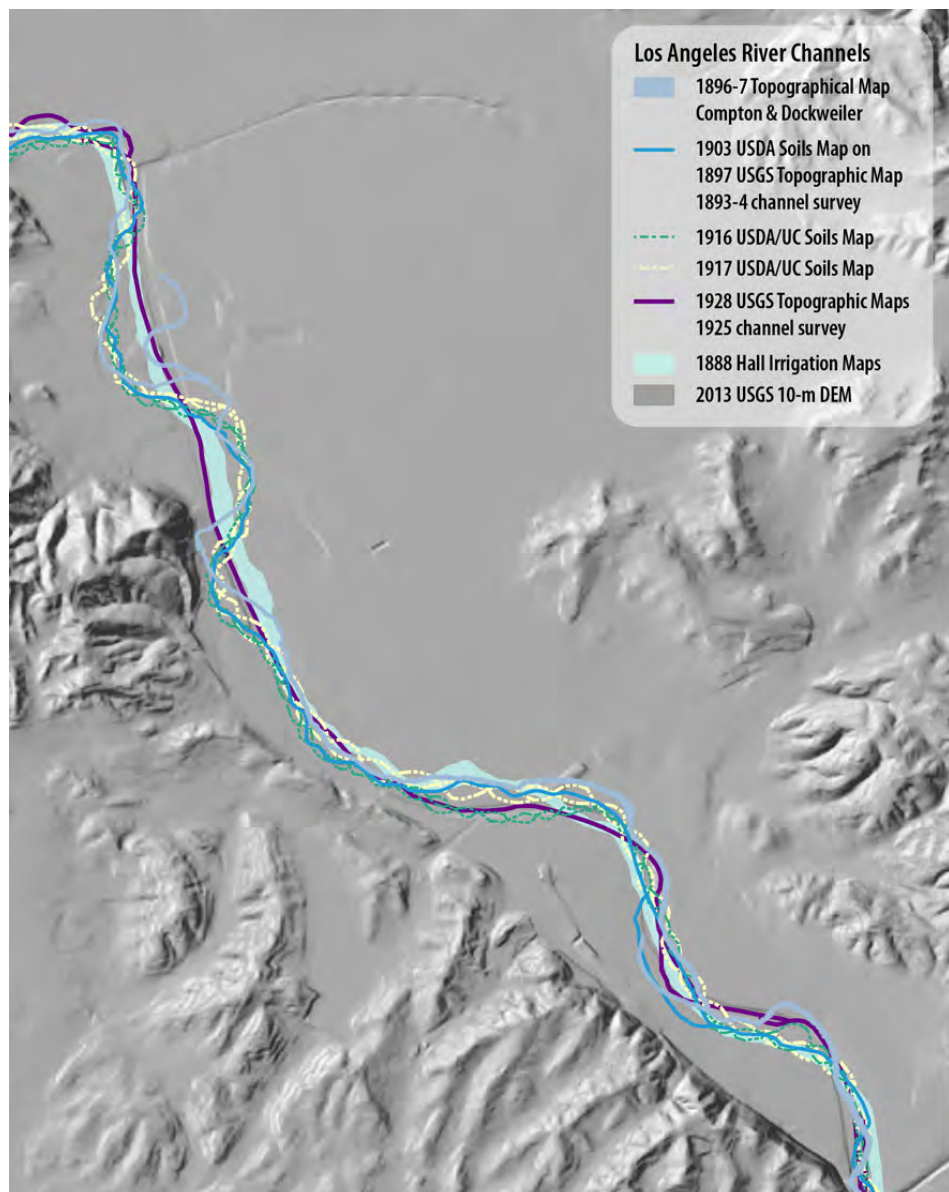 Los Angeles River Channels
1896-7 Topographical Map
Compton & Dockweiler
1903 USDA Soils Map on
1897 USGS Topographic Map
1893-4 channel survey
1916 USDA/UC Soils Map
1917 USDA/UC Soils Map
1928 USGS Topographic Maps
1925 channel survey
1888 Hall Irrigation Maps
2013 USGS 10-m DEM